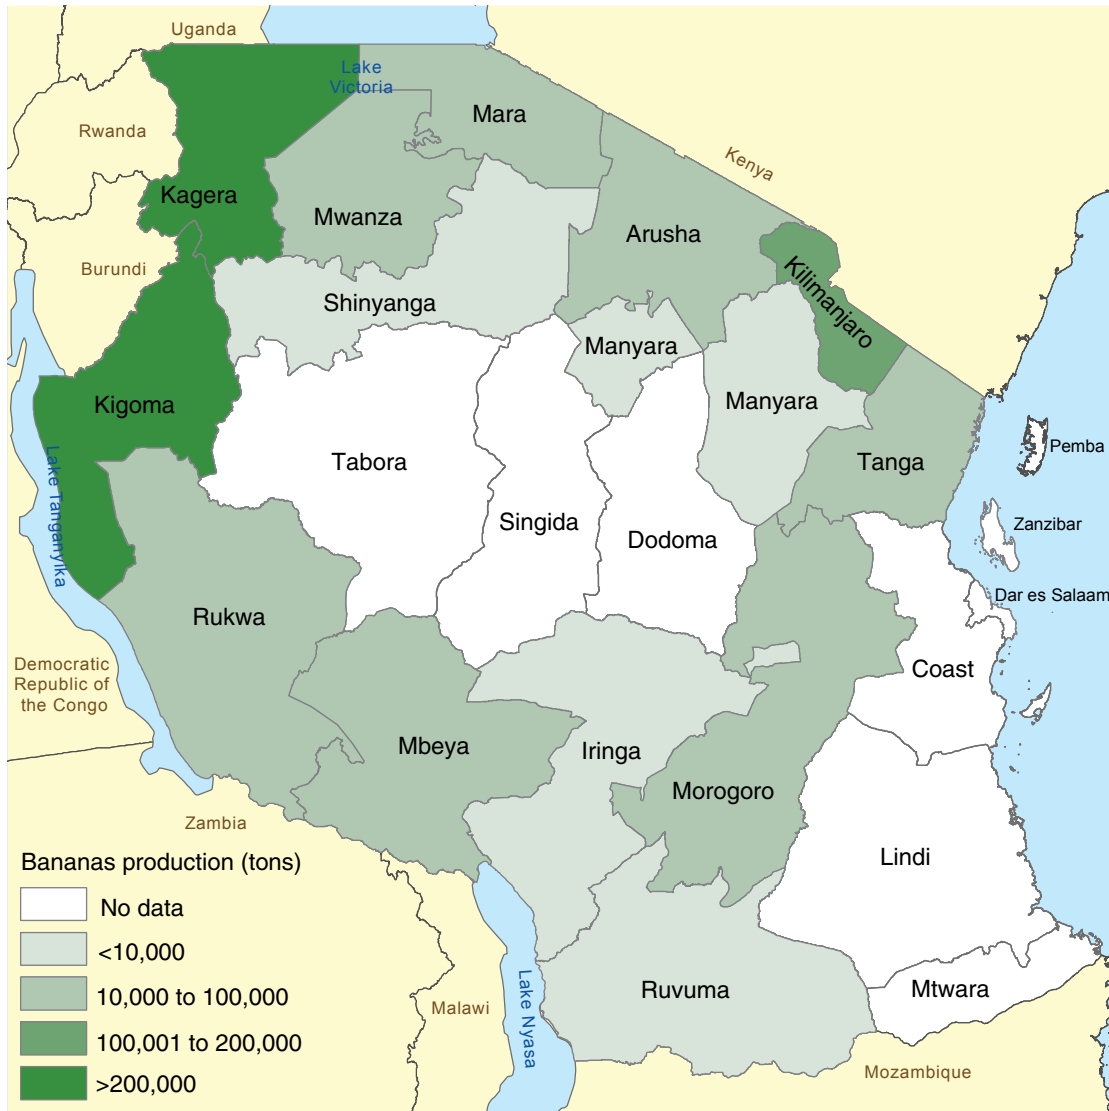 Uganda
Lake
Victoria
Mara
Rwanda
Kenya
Kagera
Mwanza
Arusha
Burundi
Kilimanjaro
Shinyanga
Manyara
Kigoma
Manyara
Tabora
Tanga
Pemba
Lake Tanganyika
Singida
Dodoma
Zanzibar
Dar es Salaam
Rukwa
Democratic
Republic of
the Congo
Coast
Mbeya
Iringa
Morogoro
Zambia
Lindi
Bananas production (tons)
No data
<10,000
10,000 to 100,000
100,001 to 200,000
>200,000
Lake Nyasa
Ruvuma
Mtwara
Malawi
Mozambique